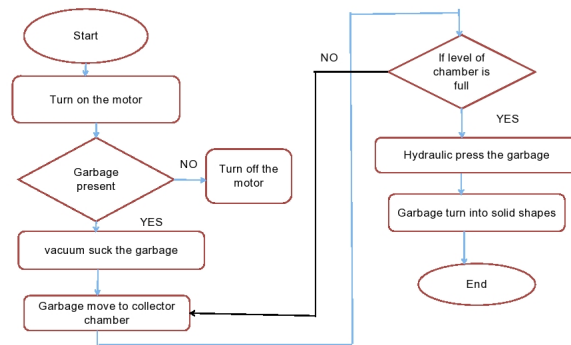 Start
Turn on the motor
Garbage
present
NO
Turn off the
motor
YES
vacuum suck the garbage
Garbage move to collector
chamber
NO
If level of
chamber is
full
YES
Hydraulic press the garbage
Garbage turn into solid shapes
End